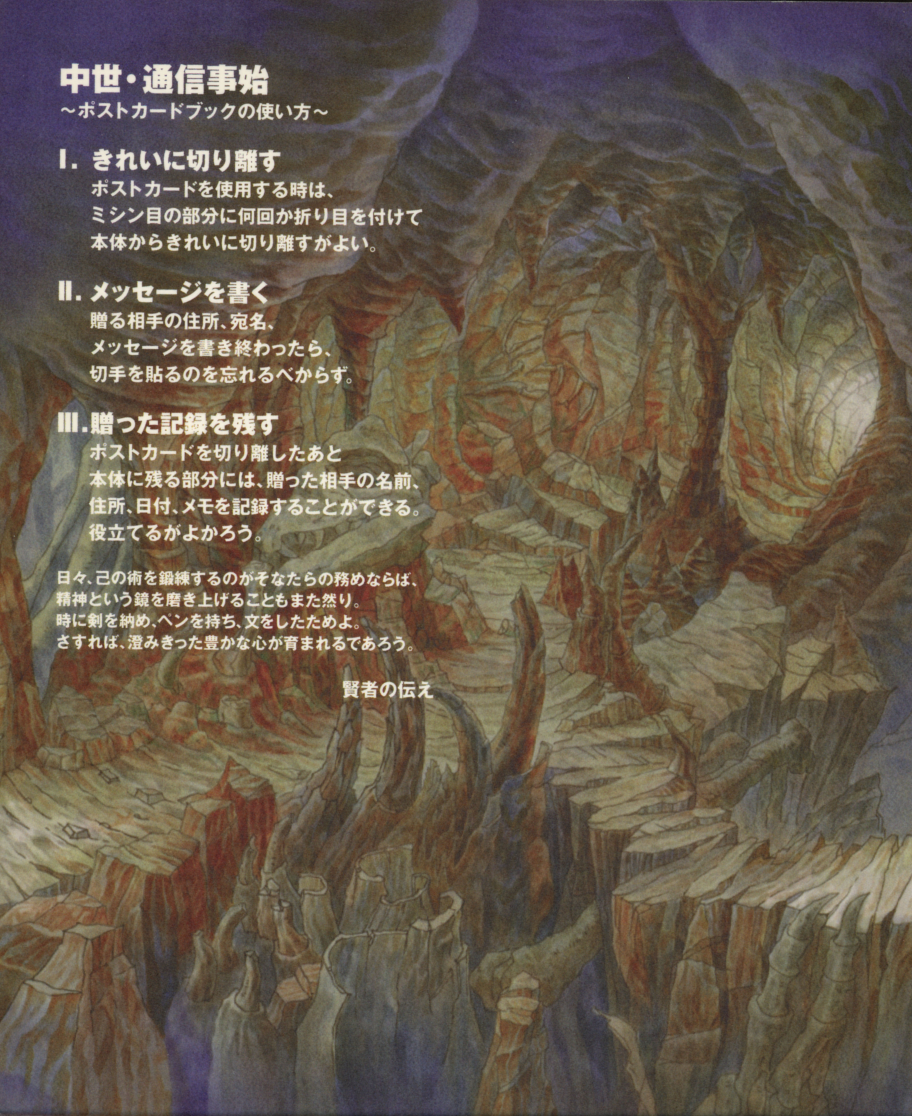 中世・通信事始
～ポストカードブックの使い方～
I. きれいに切り離す
ポストカードを使用する時は、
ミシン目の部分に何回か折り目を付けて
本体からきれいに切り離すがよい。
II. メッセージを書く
贈る相手の住所、宛名、
メッセージを書き終わったら、
切手を貼るのを忘れるべからず。
III. 贈った記録を残す
ポストカードを切り離したあと
本体に残る部分には、贈った相手の名前、
住所、日付、メモを記録することができる。
役立てるがよかろう。
日々、己の術を鍛練するのがそなたらの務めならば、
精神という鏡を磨き上げることもまた然り。
時に剣を納め、ペンを持ち、文をしたためよ。
さすれば、澄みきった豊かな心が育まれるであろう。
賢者の伝え